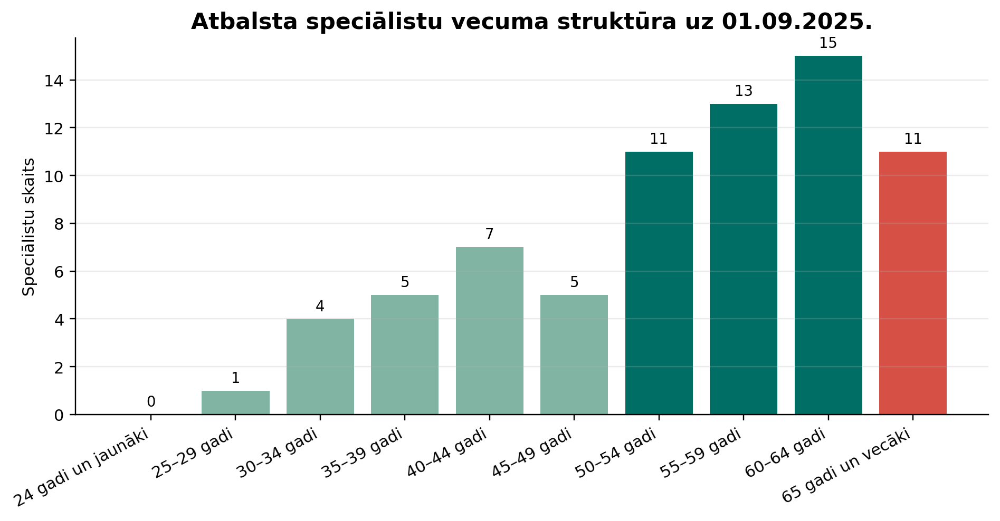 Atbalsta speciālistu vecuma struktūra uz 01.09.2025.
Speciālistu skaits
14
12
10
8
6
4
2
0
0
1
4
5
7
5
11
13
15
11
24 gadi un jaunāki
25–29 gadi
30–34 gadi
35–39 gadi
40–44 gadi
45–49 gadi
50–54 gadi
55–59 gadi
60–64 gadi
65 gadi un vecāki